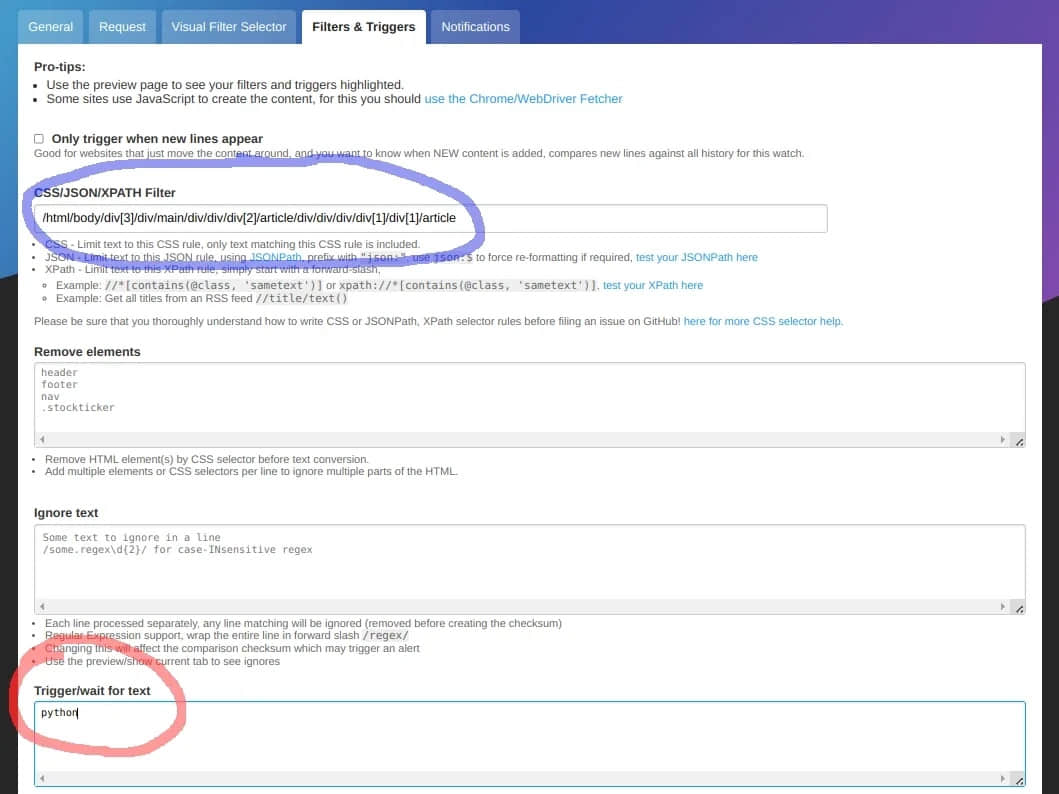 General Request Visual Filter Selector Filters & Triggers Notifications
Pro-tips:
Use the preview page to see your filters and triggers highlighted.
Some sites use JavaScript to create the content, for this you should use the Chrome/WebDriver Fetcher
Only trigger when new lines appear
Good for websites that just move the content around, and you want to know when NEW content is added, compares new lines against all history for this watch.
CSS/JSON/XPATH Filter
/html/body/div[3]/div/main/div/div/div[2]/article/div/div/div/div[1]/div[1]/article
CSS - Limit text to this CSS rule, only text matching this CSS rule is included.
JSON - Limit text to this JSON rule, using JSONPath, prefix with "json:", use json:$ to force re-formatting if required, test your JSONPath here
XPath - Limit text to this XPath rule, simply start with a forward-slash,
Example: //*[contains(@class, 'sametext')] or xpath://*[contains(@class, 'sametext')], test your XPath here
Example: Get all titles from an RSS feed //title/text()
Please be sure that you thoroughly understand how to write CSS or JSONPath, XPath selector rules before filing an issue on GitHub! here for more CSS selector help.
Remove elements
header
footer
nav
.stockticker
Remove HTML element(s) by CSS selector before text conversion.
Add multiple elements or CSS selectors per line to ignore multiple parts of the HTML.
Ignore text
Some text to ignore in a line
/some.regex\d{2}/ for case-INsensitive regex
Each line processed separately, any line matching will be ignored (removed before creating the checksum)
Regular Expression support, wrap the entire line in forward slash /regex/
Changing this will affect the comparison checksum which may trigger an alert
Use the preview/show current tab to see ignores
Trigger/wait for text
python